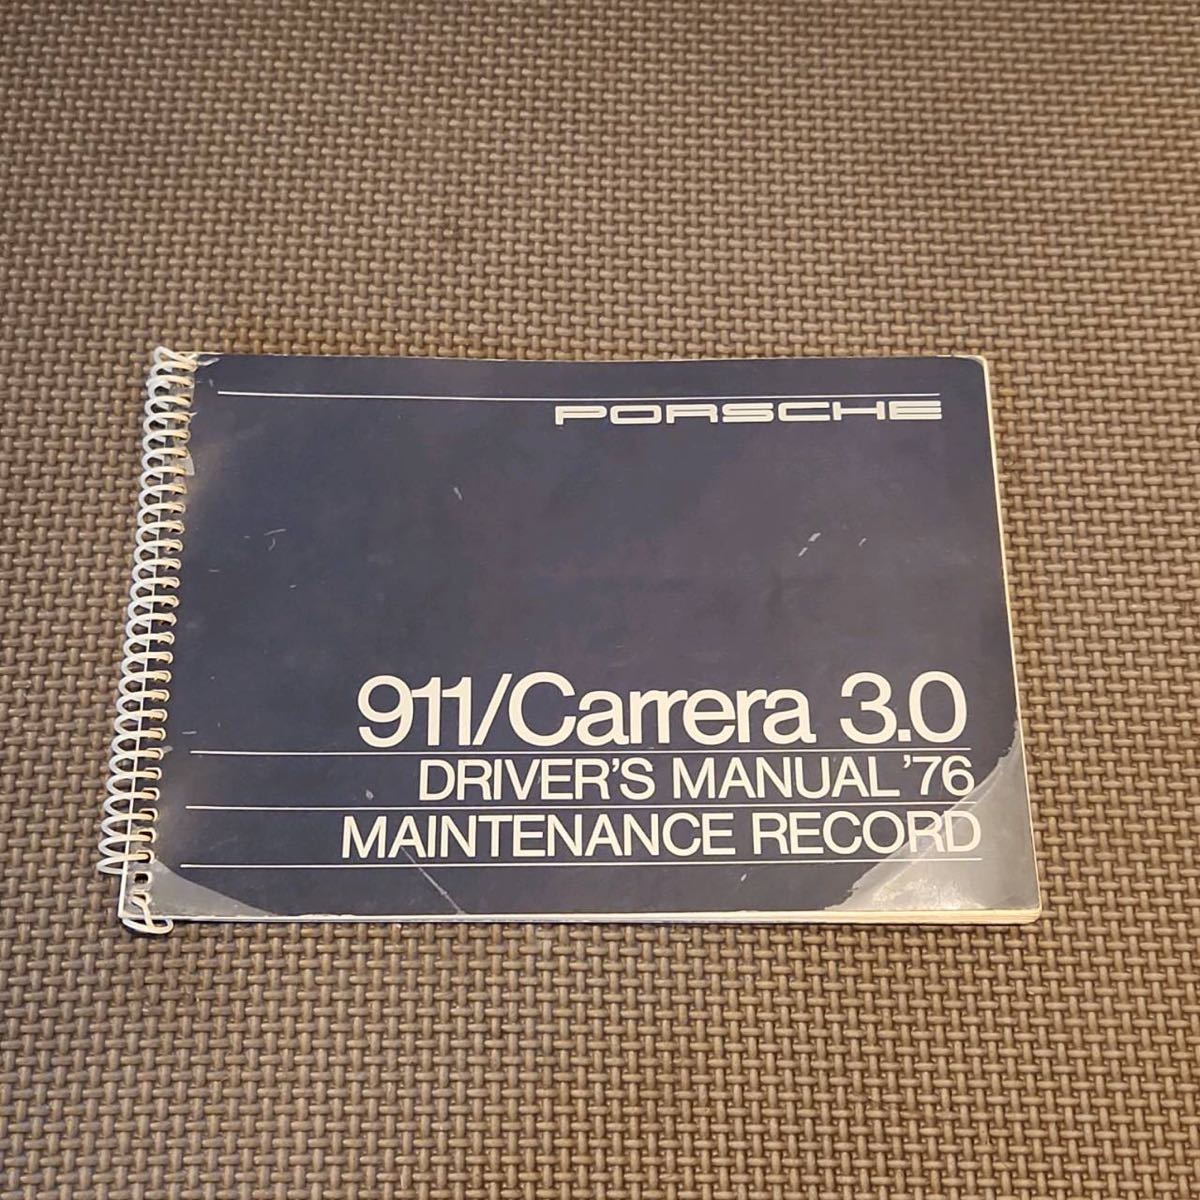 PORSCHE
911/Carrera 3.0
DRIVER'S MANUAL '76
MAINTENANCE RECORD